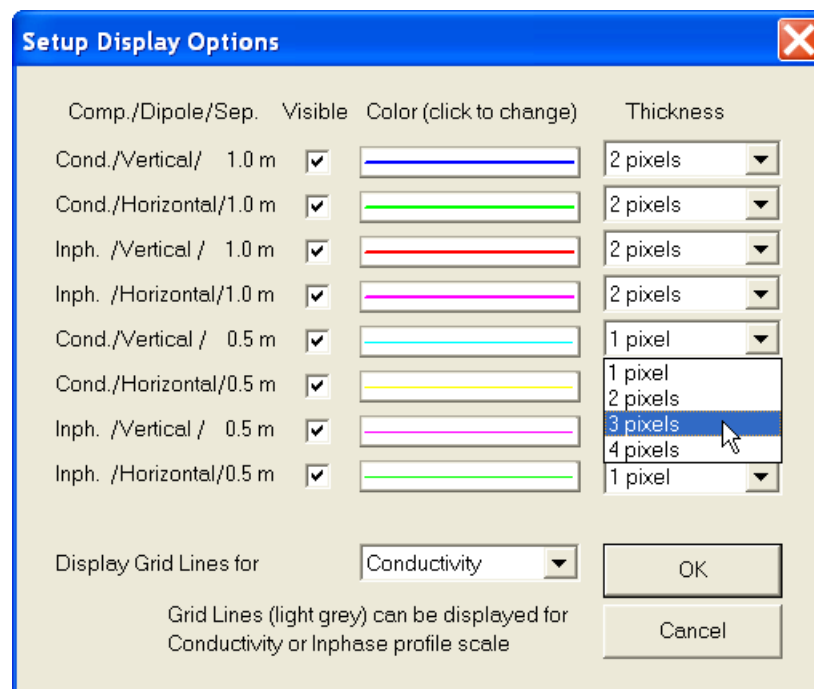 Setup Display Options
Comp./Dipole/Sep. Visible Color (click to change) Thickness
Cond./Vertical/ 1.0 m 2 pixels
Cond./Horizontal/1.0 m 2 pixels
Inph. /Vertical / 1.0 m 2 pixels
Inph. /Horizontal/1.0 m 2 pixels
Cond./Vertical / 0.5 m 1 pixel
1 pixel
Cond./Horizontal/0.5 m
2 pixels
3 pixels
Inph. /Vertical / 0.5 m
4 pixels
Inph. /Horizontal/0.5 m 1 pixel
Display Grid Lines for Conductivity OK
Grid Lines (light grey) can be displayed for
Conductivity or Inphase profile scale
Cancel